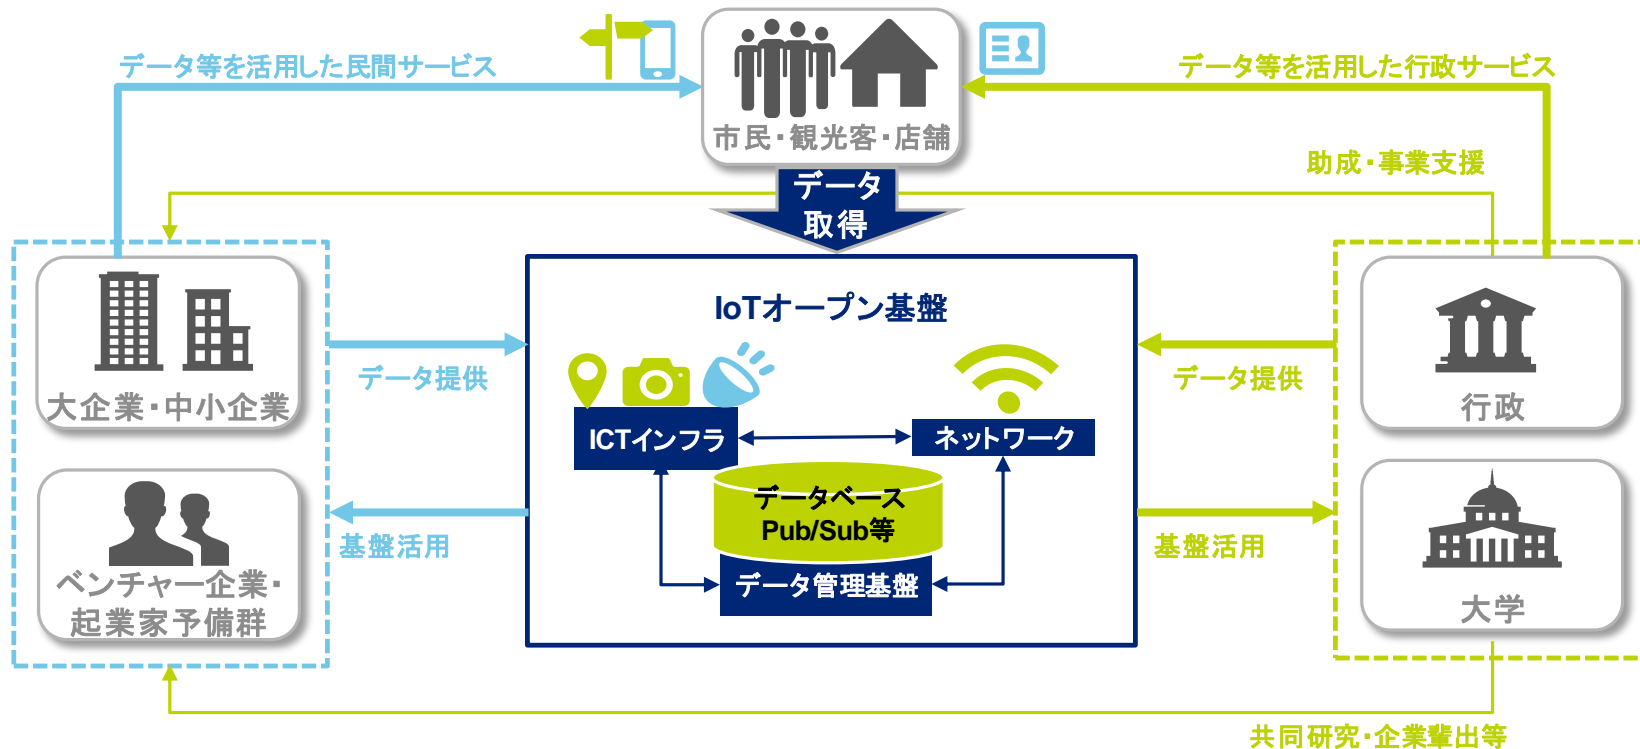 データ等を活用した民間サービス
データ等を活用した行政サービス
市民・観光客・店舗
助成・事業支援
データ
取得
IoTオープン基盤
大企業・中小企業
データ提供
データ提供
行政
ICTインフラ
ネットワーク
データベース
Pub/Sub等
データ管理基盤
基盤活用
基盤活用
ベンチャー企業・
起業家予備群
大学
共同研究・企業輩出等